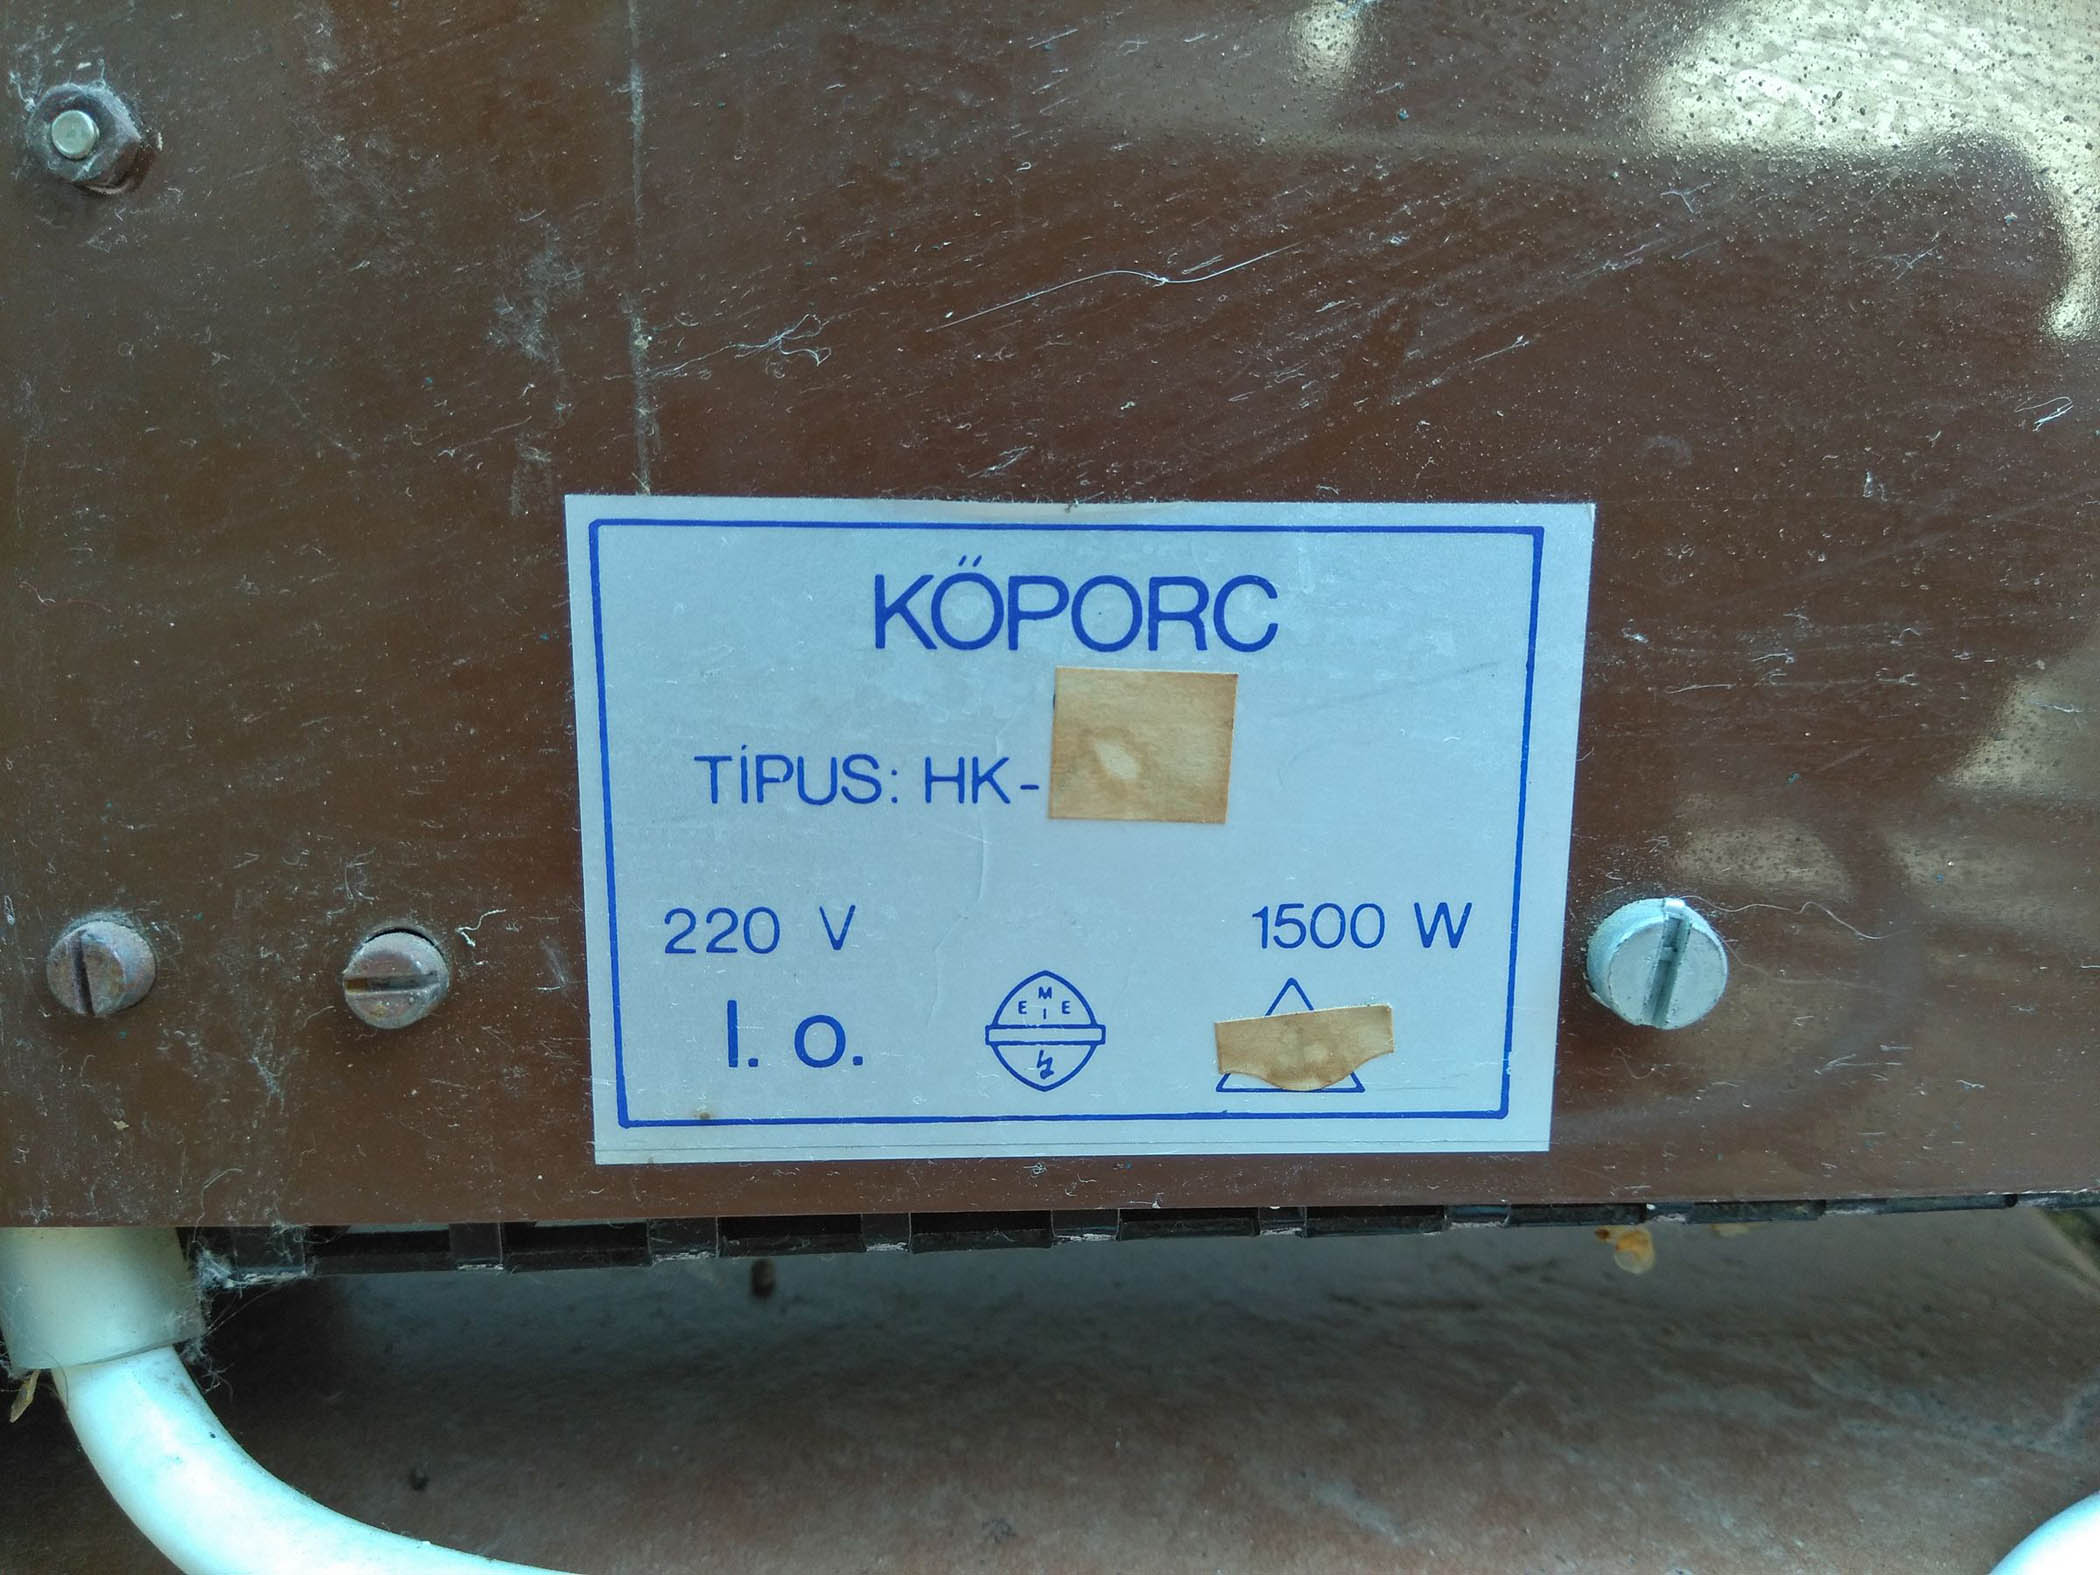 KŐPORC
TÍPUS: HK-
220 V 1500 W
I. o.
M
E I E